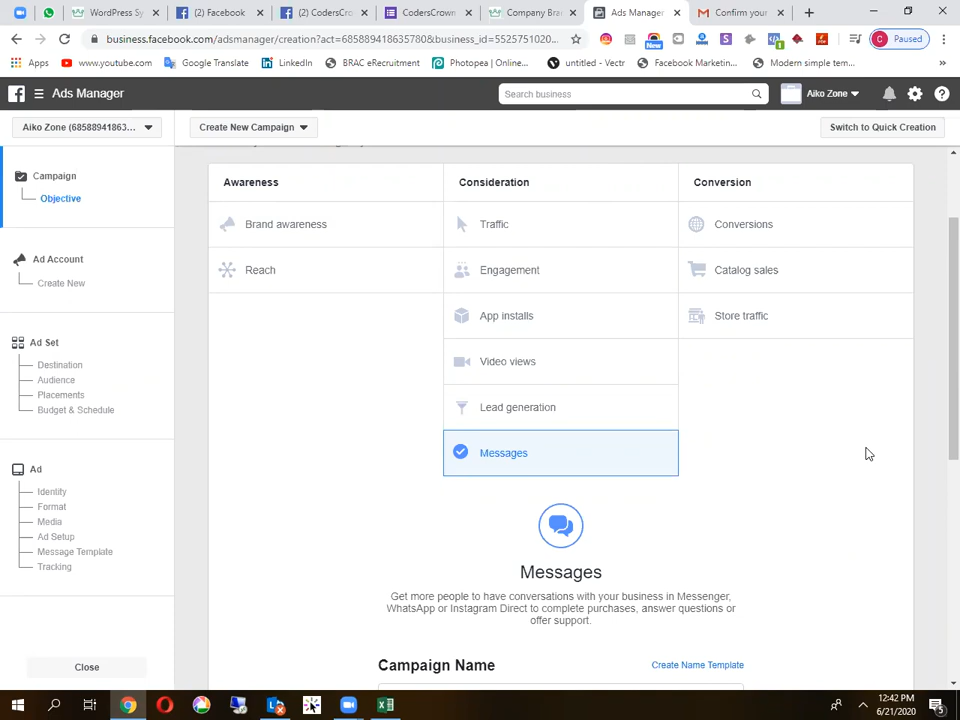 WordPress Sy
(2) Facebook
(2) CodersCro
CodersCrown
Company Bra
Ads Manager
Confirm your
business.facebook.com/adsmanager/creation?act=685889418635780&business_id=5525751020...
Paused
Apps
www.youtube.com
Google Translate
LinkedIn
BRAC eRecruitment
Photopea | Online...
untitled - Vectr
Facebook Marketin...
Modern simple tem...
Ads Manager
Search business
Aiko Zone
Aiko Zone (68588941863...
Create New Campaign
Switch to Quick Creation
Campaign
Objective
Ad Account
Create New
Ad Set
Destination
Audience
Placements
Budget & Schedule
Ad
Identity
Format
Media
Ad Setup
Message Template
Tracking
Close
Awareness
Consideration
Conversion
Brand awareness
Traffic
Conversions
Reach
Engagement
Catalog sales
App installs
Store traffic
Video views
Lead generation
Messages
Messages
Get more people to have conversations with your business in Messenger,
WhatsApp or Instagram Direct to complete purchases, answer questions or
offer support.
Campaign Name
Create Name Template
12:42 PM
6/21/2020